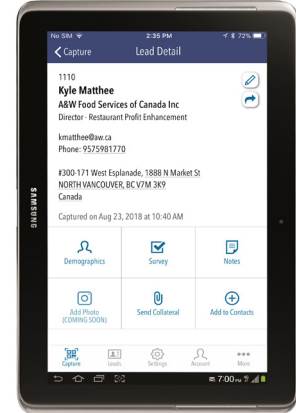 No SIM
2:35 PM
72%
Capture
Lead Detail
1110
Kyle Matthee
A&W Food Services of Canada Inc
Director - Restaurant Profit Enhancement
kmatthee@aw.ca
Phone: 9575981770
#300-171 West Esplanade, 1888 N Market St
NORTH VANCOUVER, BC V7M 3K9
Canada
Captured on Aug 23, 2018 at 10:40 AM
Demographics
Survey
Notes
Add Photo
(COMING SOON)
Send Collateral
Add to Contacts
Capture
Leads
Settings
Account
More
7:00
SAMSUNG